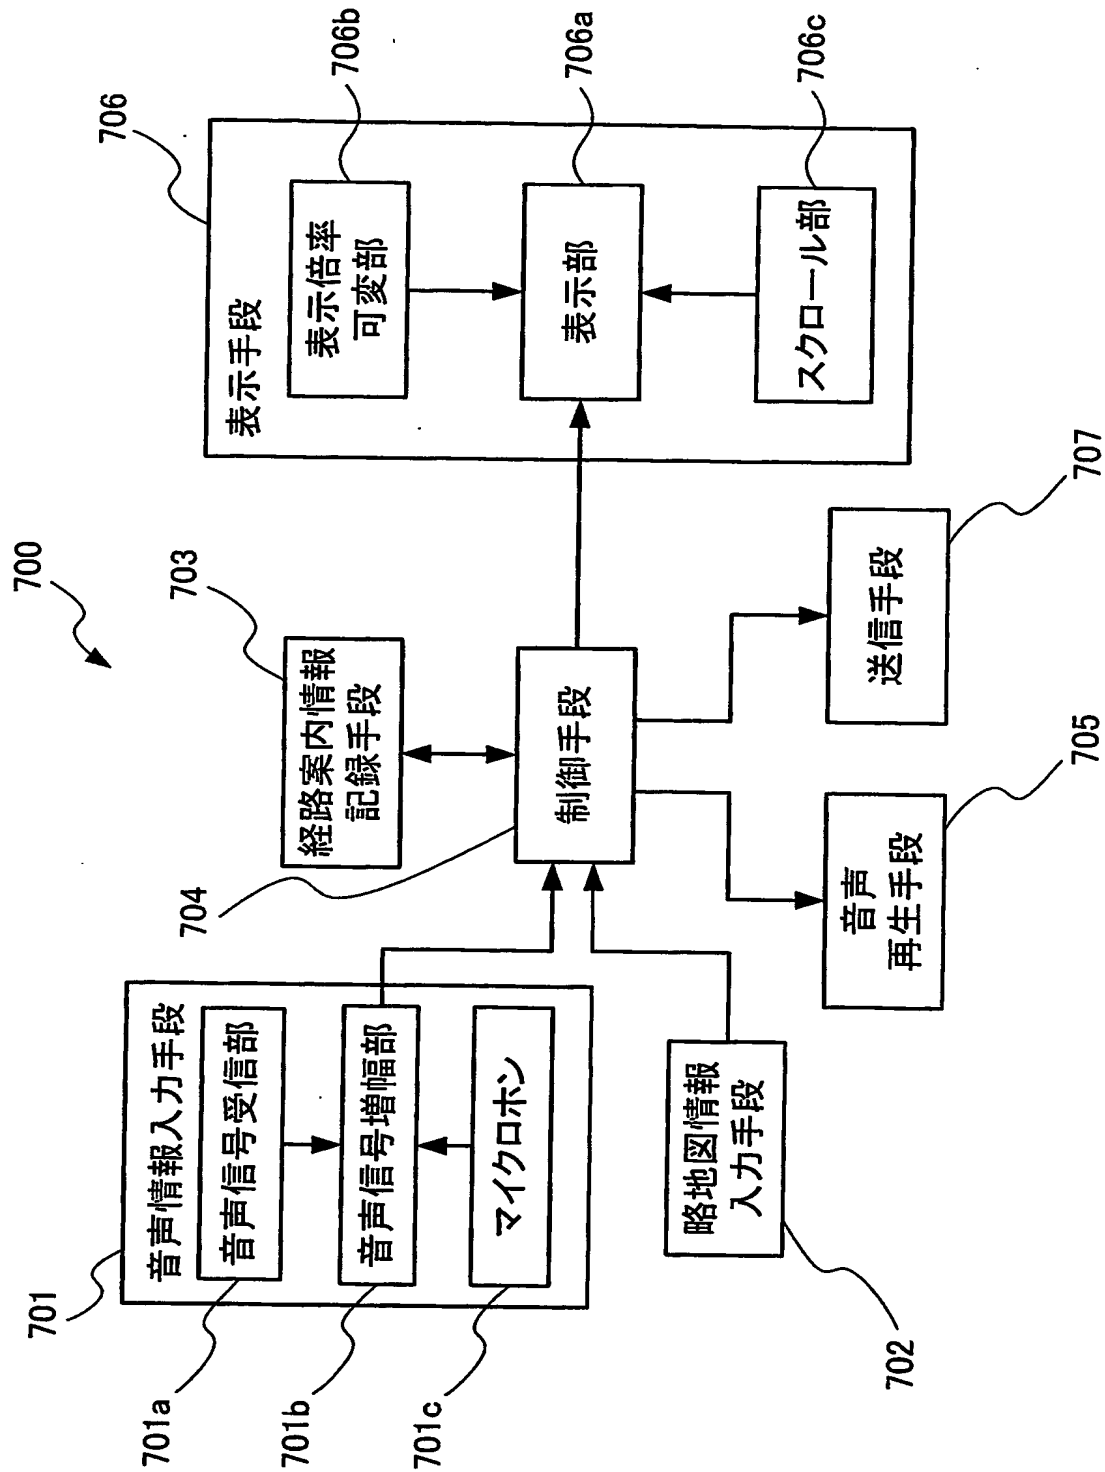 700
701
音声情報入力手段
701a
音声信号受信部
701b
音声信号増幅部
701c
マイクロホン
702
略地図情報
入力手段
703
経路案内情報
記録手段
704
制御手段
705
音声
再生手段
706
表示手段
706b
表示倍率
可変部
706a
表示部
706c
スクロール部
707
送信手段